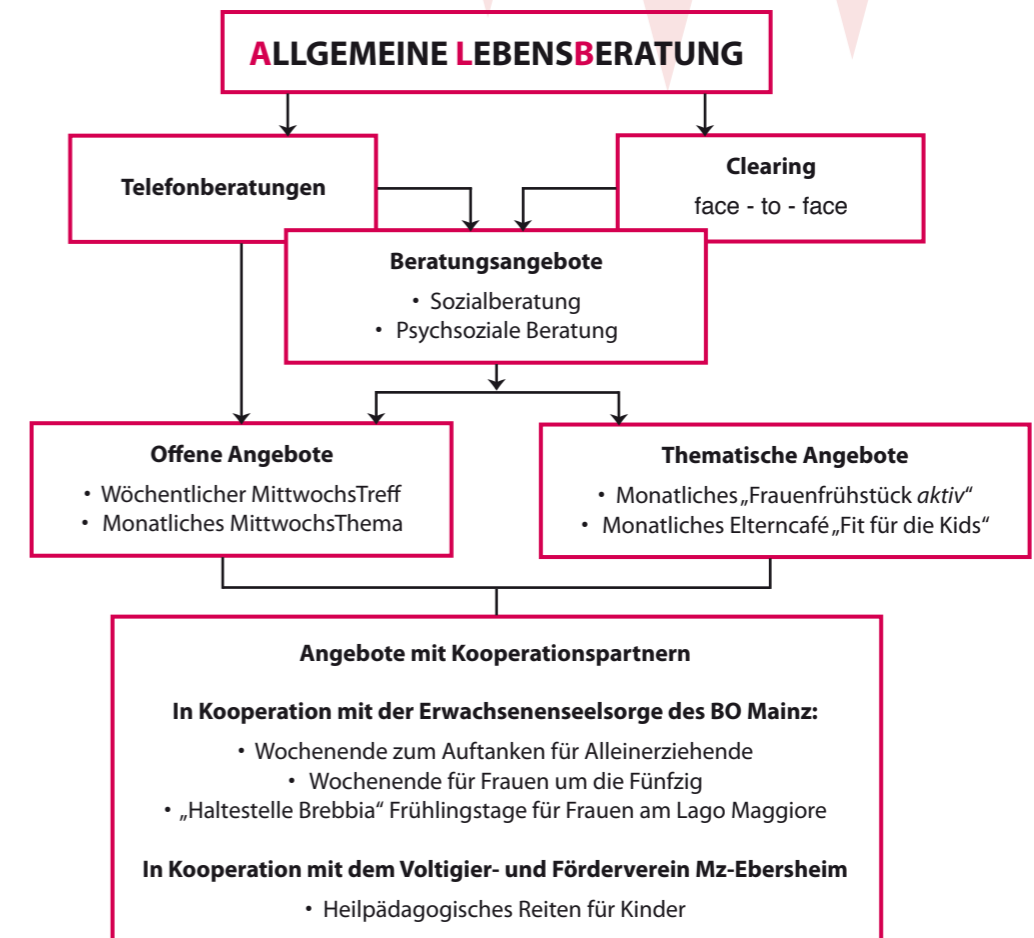 ALLGEMEINE LEBENSBERATUNG
Telefonberatungen
Clearing
face - to - face
Beratungsangebote
• Sozialberatung
• Psychsoziale Beratung
Offene Angebote
• Wöchentlicher MittwochsTreff
• Monatliches MittwochsThema
Thematische Angebote
• Monatliches „Frauenfrühstück aktiv“
• Monatliches Elterncafé „Fit für die Kids“
Angebote mit Kooperationspartnern
In Kooperation mit der Erwachsenenseelsorge des BO Mainz:
• Wochenende zum Auftanken für Alleinerziehende
• Wochenende für Frauen um die Fünfzig
• „Haltestelle Brebbia“ Frühlingstage für Frauen am Lago Maggiore
In Kooperation mit dem Voltigier- und Förderverein Mz-Ebersheim
• Heilpädagogisches Reiten für Kinder